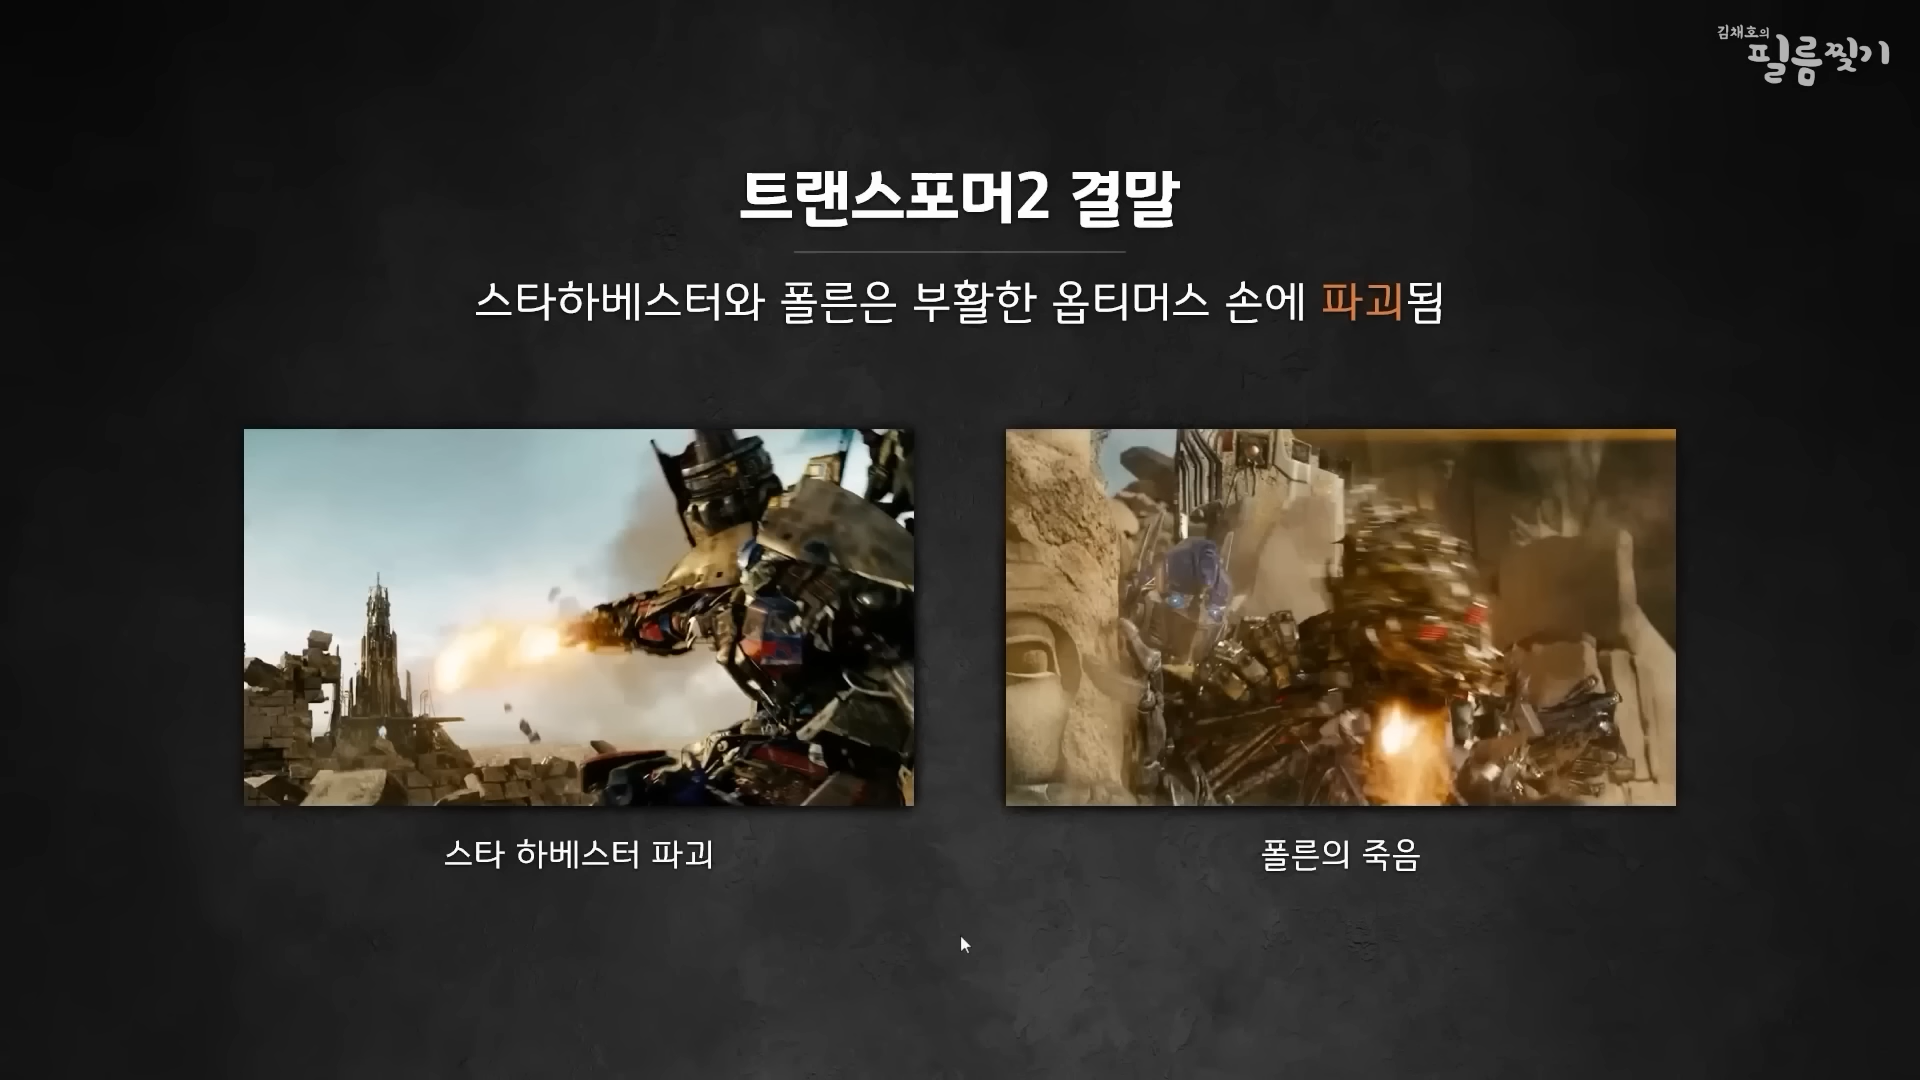 김채호의
필름찢기
트랜스포머2 결말
스타하베스터와 폴른은 부활한 옵티머스 손에 파괴됨
스타 하베스터 파괴
폴른의 죽음